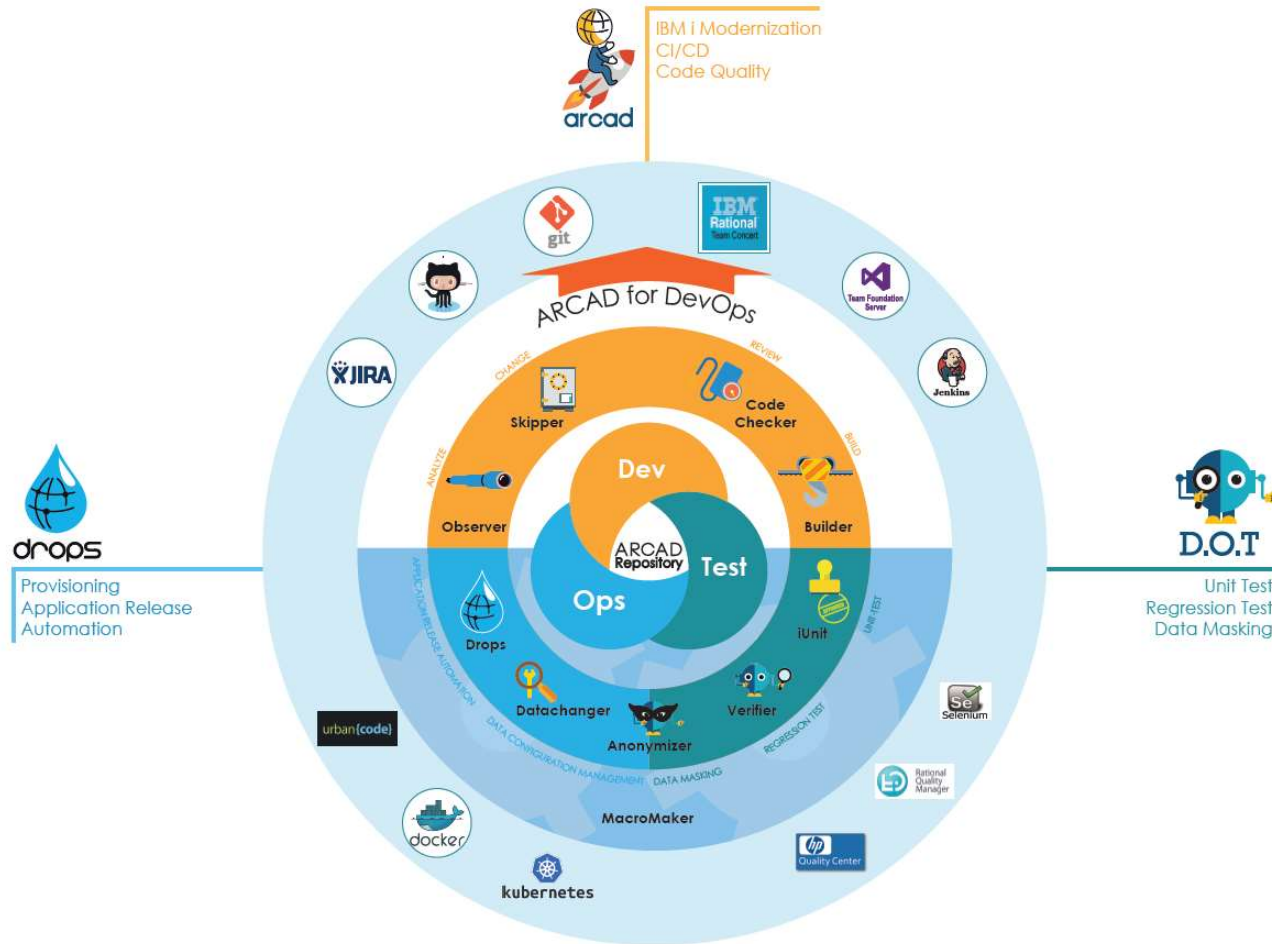 IBM i Modernization
CI/CD
Code Quality
arcad
git
IBM
Rational
Team Concert
Team Foundation
Server
JIRA
Jenkins
ARCAD for DevOps
CHANGE
REVIEW
ANALYZE
BUILD
Skipper
Code
Checker
Observer
Builder
Dev
Test
Ops
ARCAD
Repository
drops
Provisioning
Application Release
Automation
D.O.T
Unit Test
Regression Test
Data Masking
Drops
iUnit
APPLICATION RELEASE AUTOMATION
UNIT-TEST
Datachanger
Verifier
Anonymizer
DATA CONFIGURATION MANAGEMENT
DATA MASKING
REGRESSION TEST
MacroMaker
urban{code}
docker
kubernetes
Se
Selenium
Rational
Quality
Manager
hp
Quality Center